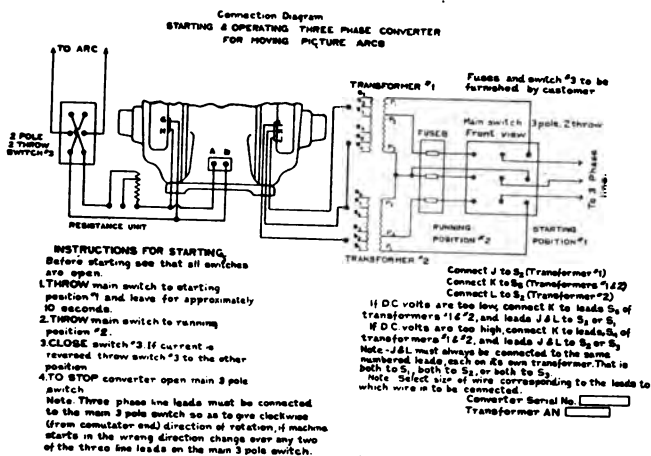 Connection Diagram
STARTING & OPERATING THREE PHASE CONVERTER
FOR MOVING PICTURE ARCS
TO ARC
TRANSFORMER #1
Fuses and switch #3 to be
furnished by customer
Main switch 3 pole, 2 throw
Front view
FUSES
2 POLE
2 THROW
SWITCH #3
A B
To 3 Phase
line.
RESISTANCE UNIT
RUNNING
POSITION #2
STARTING
POSITION #1
TRANSFORMER #2
INSTRUCTIONS FOR STARTING
Before starting see that all switches
are open.
1.THROW main switch to starting
position #1 and leave for approximately
10 seconds.
2.THROW main switch to running
position #2.
3.CLOSE switch #3. If current is
reversed throw switch #3 to the other
position
4.TO STOP converter open main 3 pole
switch
Note. Three phase line leads must be connected
to the main 3 pole switch so as to give clockwise
(from comutator end) direction of rotation, if machine
starts in the wrong direction change over any two
of the three line leads on the main 3 pole switch.
Connect J to S2 (Transformer #1)
Connect K to S6 (Transformers #1 & 2)
Connect L to S2 (Transformer #2)
If D.C. volts are too low, connect K to leads of
transformers #1 & #2, and leads J & L to S2 or S1
If D.C. volts are too high, connect K to leads, of
transformers #1 & #2, and leads J & L to S2 or S3
Note - J & L must always be connected to the same
numbered leads, each on its own transformer. That is
both to S1, both to S2, or both to S3
Note Select size of wire corresponding to the leads to
which wire is to be connected.
Converter Serial No.
Transformer AN